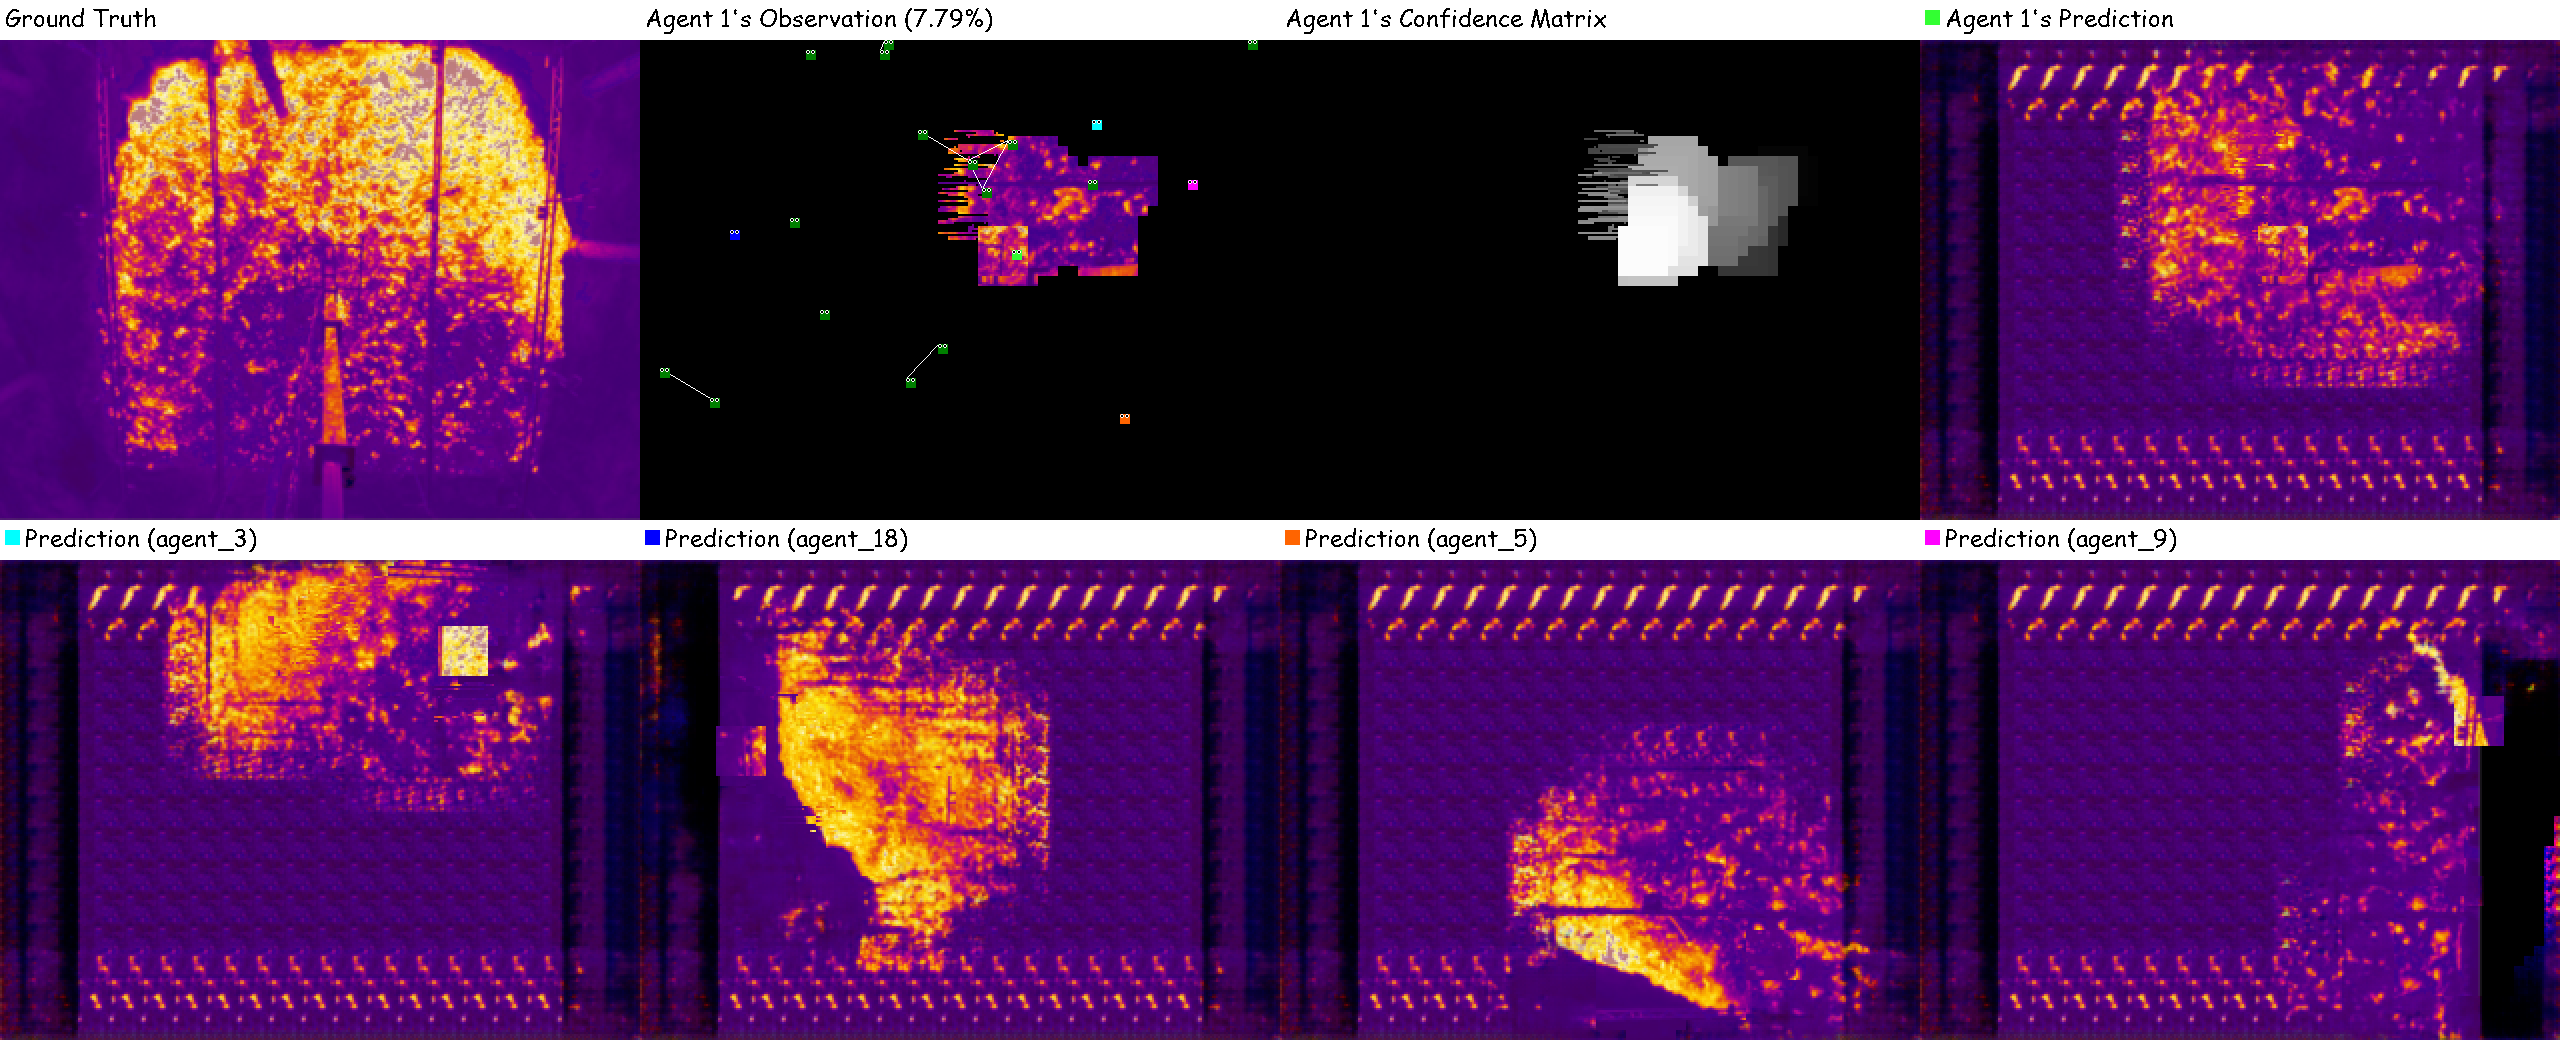 Ground Truth
Agent 1's Observation (7.79%)
Agent 1's Confidence Matrix
Agent 1's Prediction
Prediction (agent_3)
Prediction (agent_18)
Prediction (agent_5)
Prediction (agent_9)